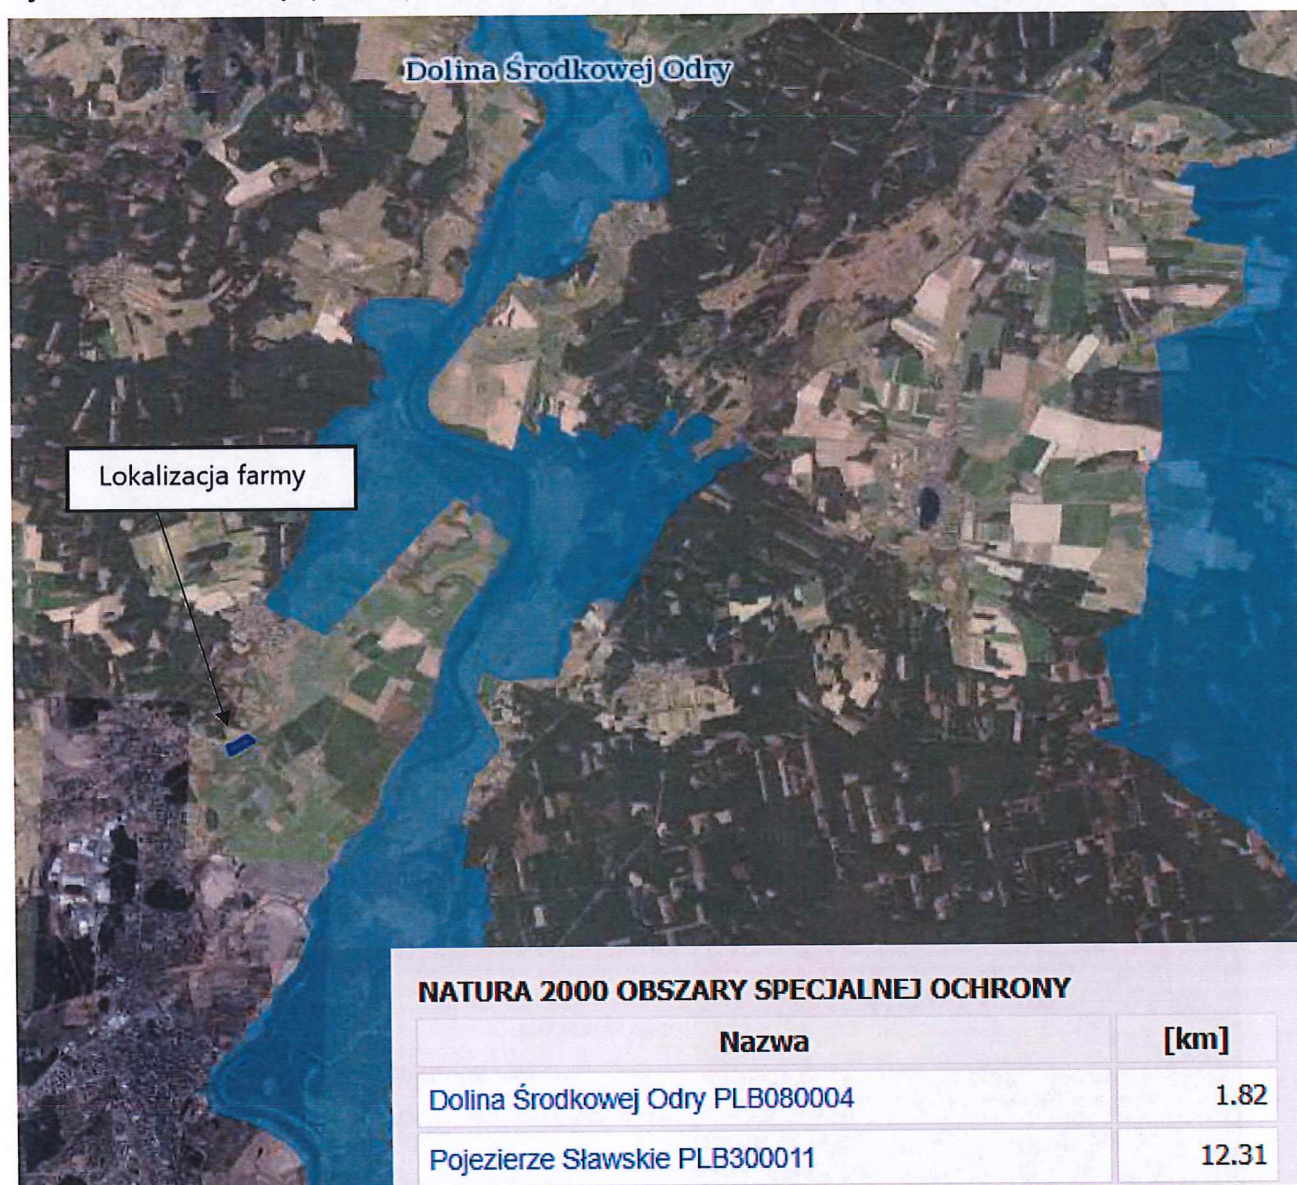 Dolina Środkowej Odry
Lokalizacja farmy
NATURA 2000 OBSZARY SPECJALNEJ OCHRONY
Nazwa [km]
Dolina Środkowej Odry PLB080004 1.82
Pojezierze Sławskie PLB300011 12.31